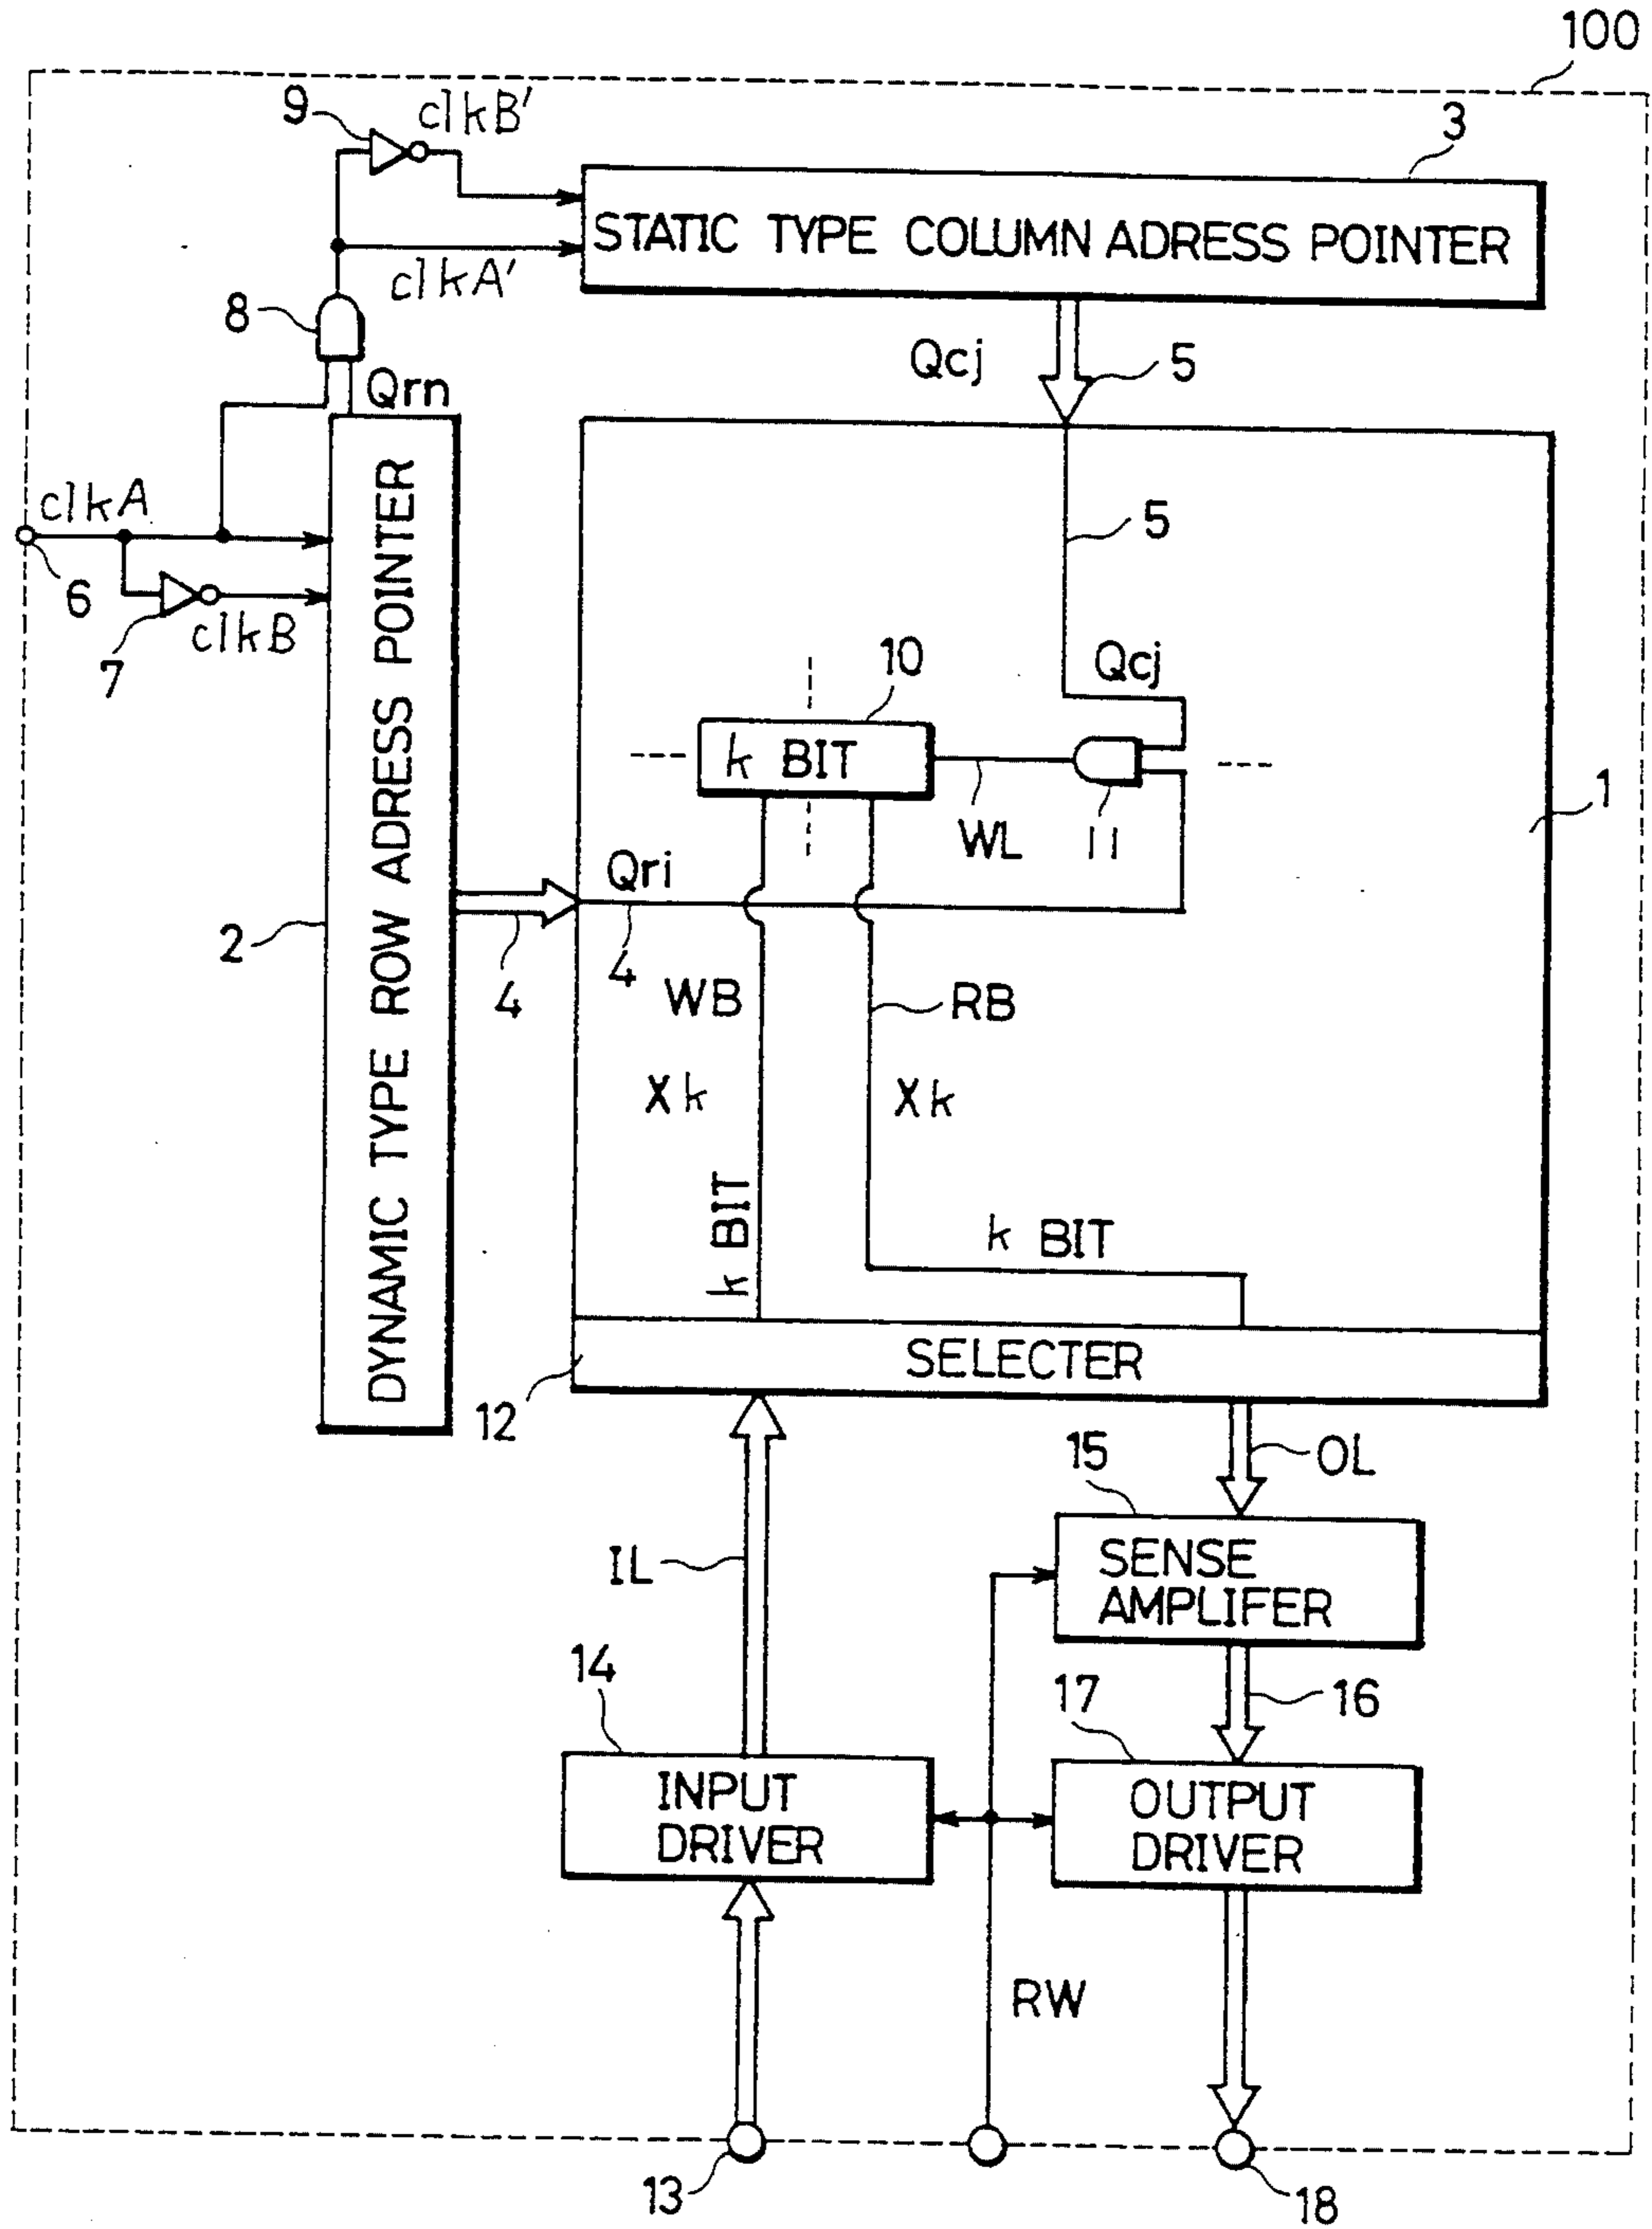 100
9
clkB'
3
STATIC TYPE COLUMN ADRESS POINTER
clkA'
8
Qrn
Qcj
5
clkA
6
7
clkB
DYNAMIC TYPE ROW ADRESS POINTER
2
4
5
Qcj
10
k BIT
WL
11
1
Qri
4
WB
RB
Xk
Xk
k BIT
k BIT
SELECTER
12
OL
15
SENSE
AMPLIFER
IL
14
16
17
INPUT
DRIVER
OUTPUT
DRIVER
RW
13
18